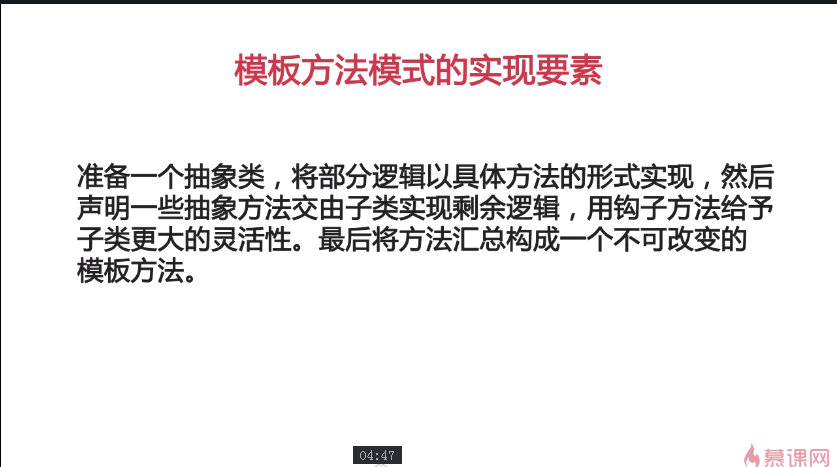 模板方法模式的实现要素
准备一个抽象类，将部分逻辑以具体方法的形式实现，然后
声明一些抽象方法交由子类实现剩余逻辑，用钩子方法给予
子类更大的灵活性。最后将方法汇总构成一个不可改变的
模板方法。
04:47
慕课网